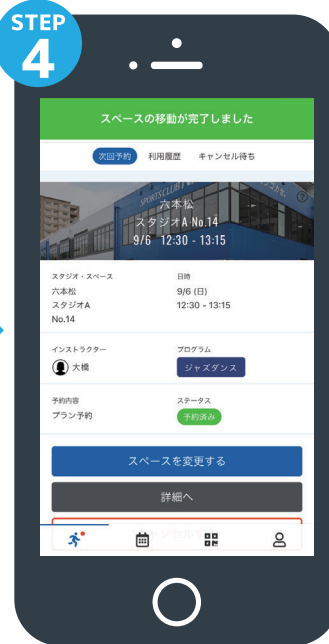 STEP
4
スペースの移動が完了しました
次回予約 利用履歴 キャンセル待ち
SPORTS CLUB
六本松
スタジオA No.14
9/6 12:30 - 13:15
スタジオ・スペース
六本松
スタジオA
No.14
日時
9/6 (日)
12:30 - 13:15
インストラクター
大橋
プログラム
ジャズダンス
予約内容
プラン予約
ステータス
予約済み
スペースを変更する
詳細へ